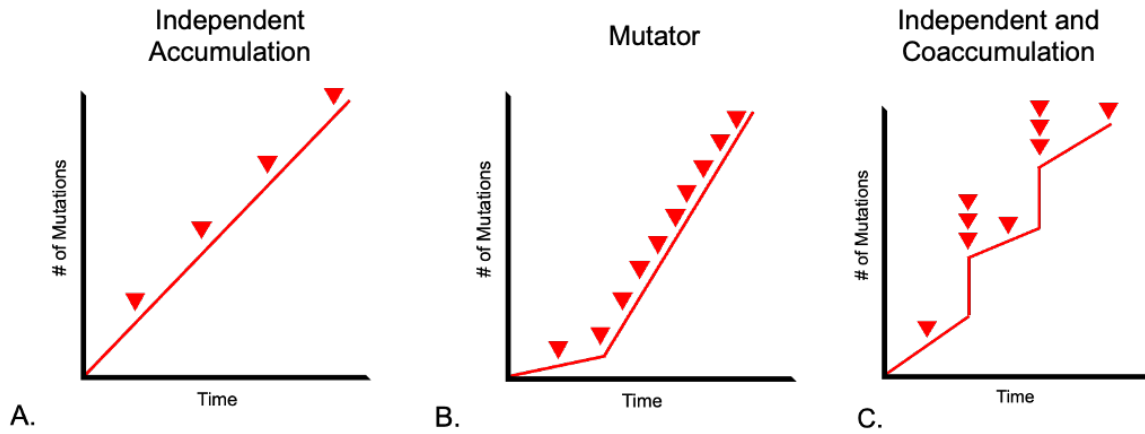 Independent
Accumulation
# of Mutations
Time
A.
Mutator
# of Mutations
Time
B.
Independent and
Coaccumulation
# of Mutations
Time
C.